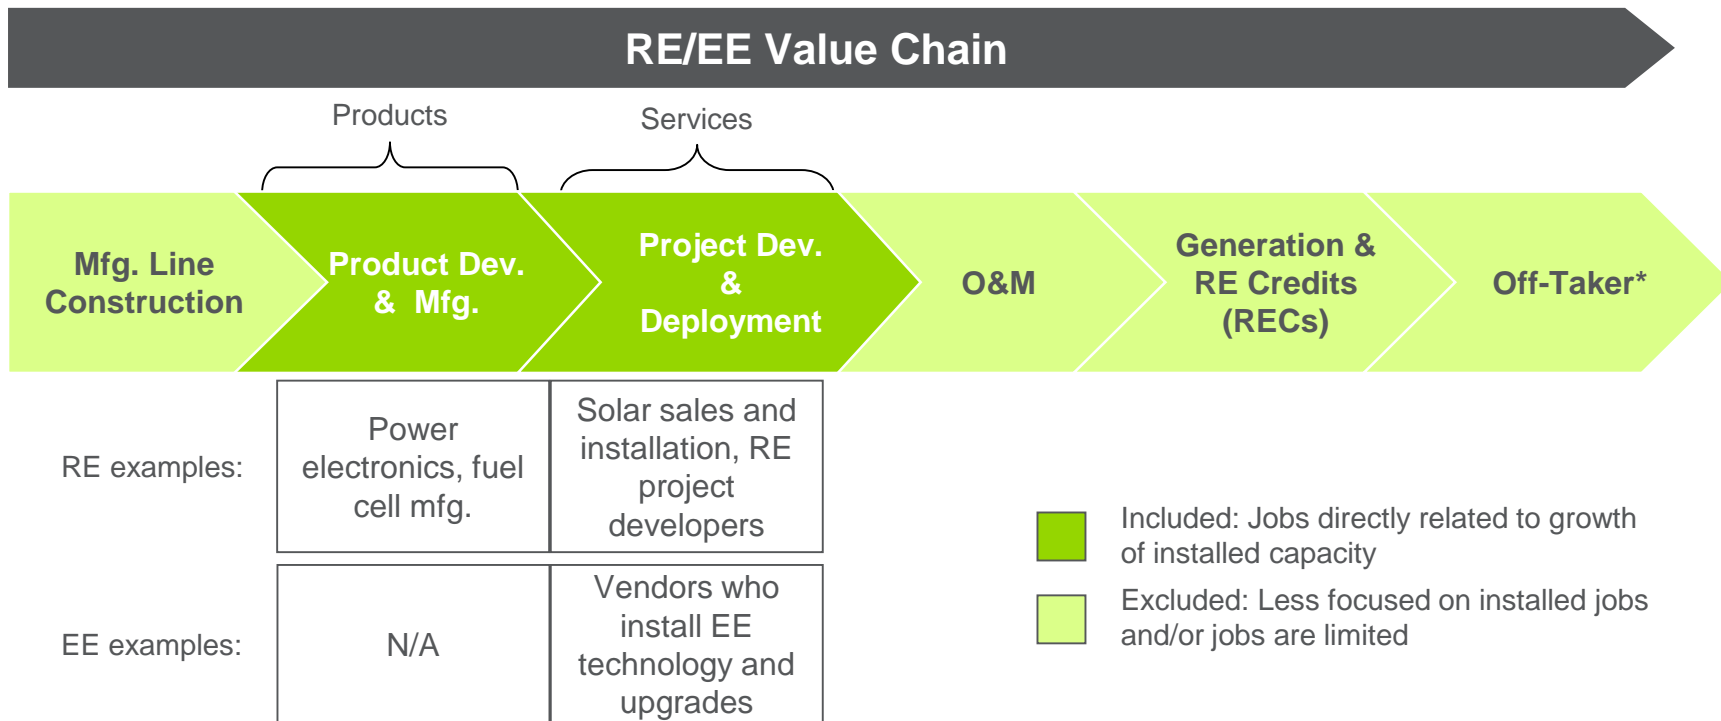 RE/EE Value Chain
Products
Services
Mfg. Line
Construction
Product Dev.
& Mfg.
Project Dev.
&
Deployment
O&M
Generation &
RE Credits
(RECs)
Off-Taker*
RE examples:
Power
electronics, fuel
cell mfg.
Solar sales and
installation, RE
project
developers
EE examples:
N/A
Vendors who
install EE
technology and
upgrades
Included: Jobs directly related to growth
of installed capacity
Excluded: Less focused on installed jobs
and/or jobs are limited